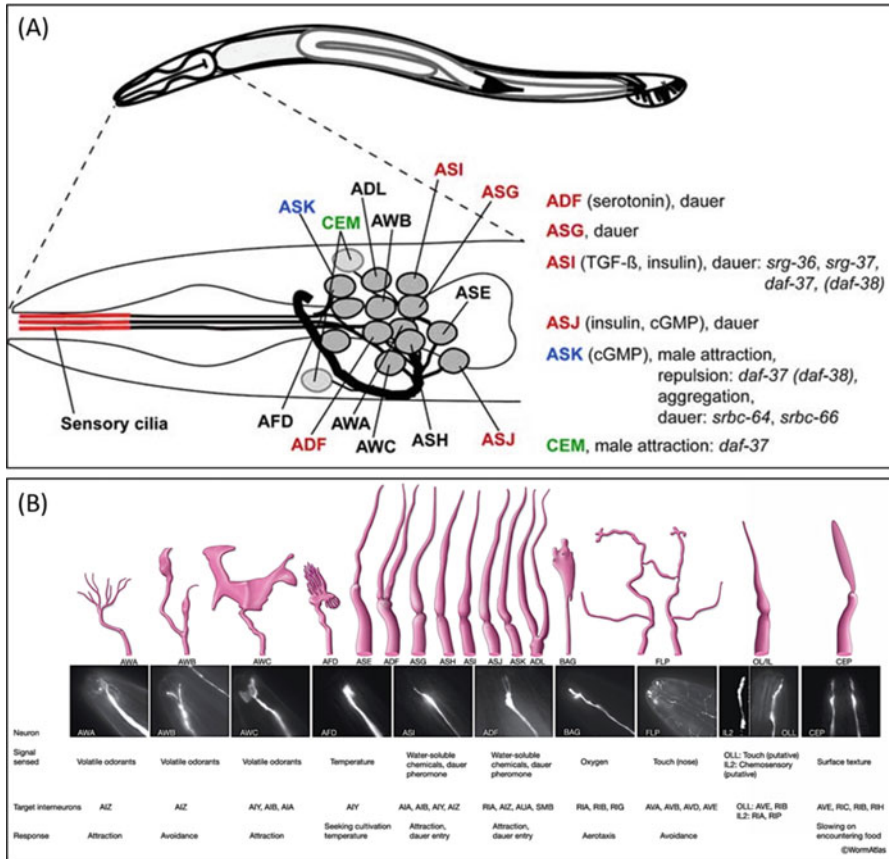 (A)
ASI
ADL
ASG
ASK
CEM
AWB
ASE
Sensory cilia
AFD
ADF
AWA
AWC
ASH
ASJ
ADF (serotonin), dauer
ASG, dauer
ASI (TGF-ß, insulin), dauer: srg-36, srg-37,
daf-37, (daf-38)
ASJ (insulin, cGMP), dauer
ASK (cGMP), male attraction,
repulsion: daf-37 (daf-38),
aggregation,
dauer: srbc-64, srbc-66
CEM, male attraction: daf-37
(B)
AWA AWB AWC AFD ASE ADF ASG ASH ASI ASJ ASK ADL BAG FLP OL/IL CEP
Neuron AWA AWB AWC AFD ASI ADF BAG FLP IL2 OLL CEP
Signal sensed Volatile odorants Volatile odorants Volatile odorants Temperature Water-soluble chemicals, dauer pheromone Water-soluble chemicals, dauer pheromone Oxygen Touch (nose) OLL: Touch (putative) IL2: Chemosensory (putative) Surface texture
Target interneurons AIZ AIZ AIY, AIB, AIA AIY AIA, AIB, AIY, AIZ RIA, AIZ, AUA, SMB RIA, RIB, RIG AVA, AVB, AVD, AVE OLL: AVE, RIB IL2: RIA, RIP AVE, RIC, RIB, RIH
Response Attraction Avoidance Attraction Seeking cultivation temperature Attraction, dauer entry Attraction, dauer entry Aerotaxis Avoidance Slowing on encountering food
©WormAtlas